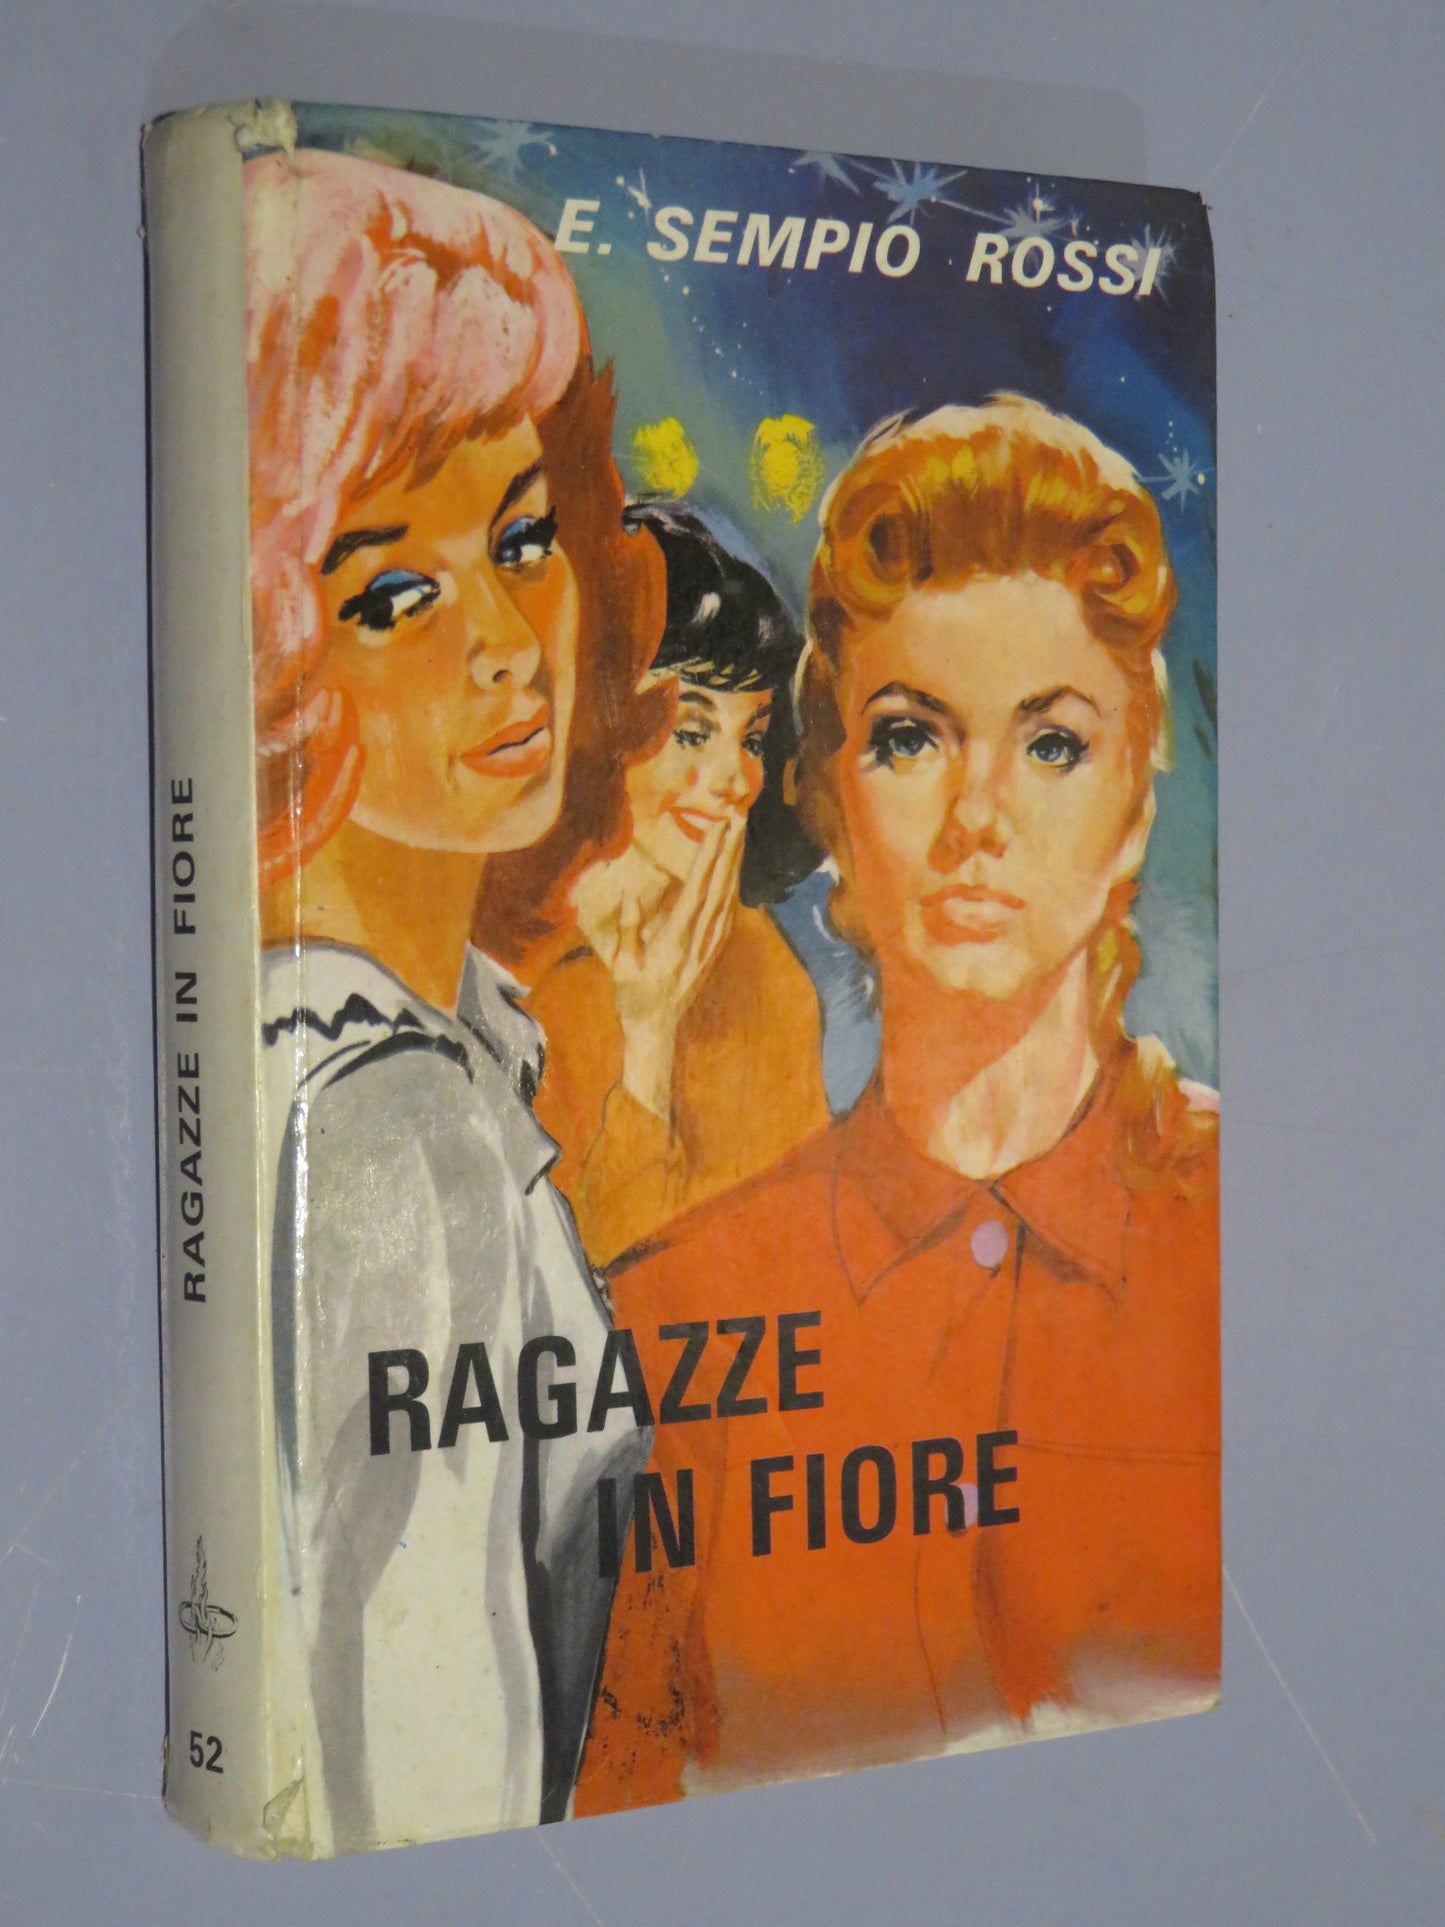 E. SEMPIO ROSSI
RAGAZZE
IN FIORE
RAGAZZE IN FIORE
52